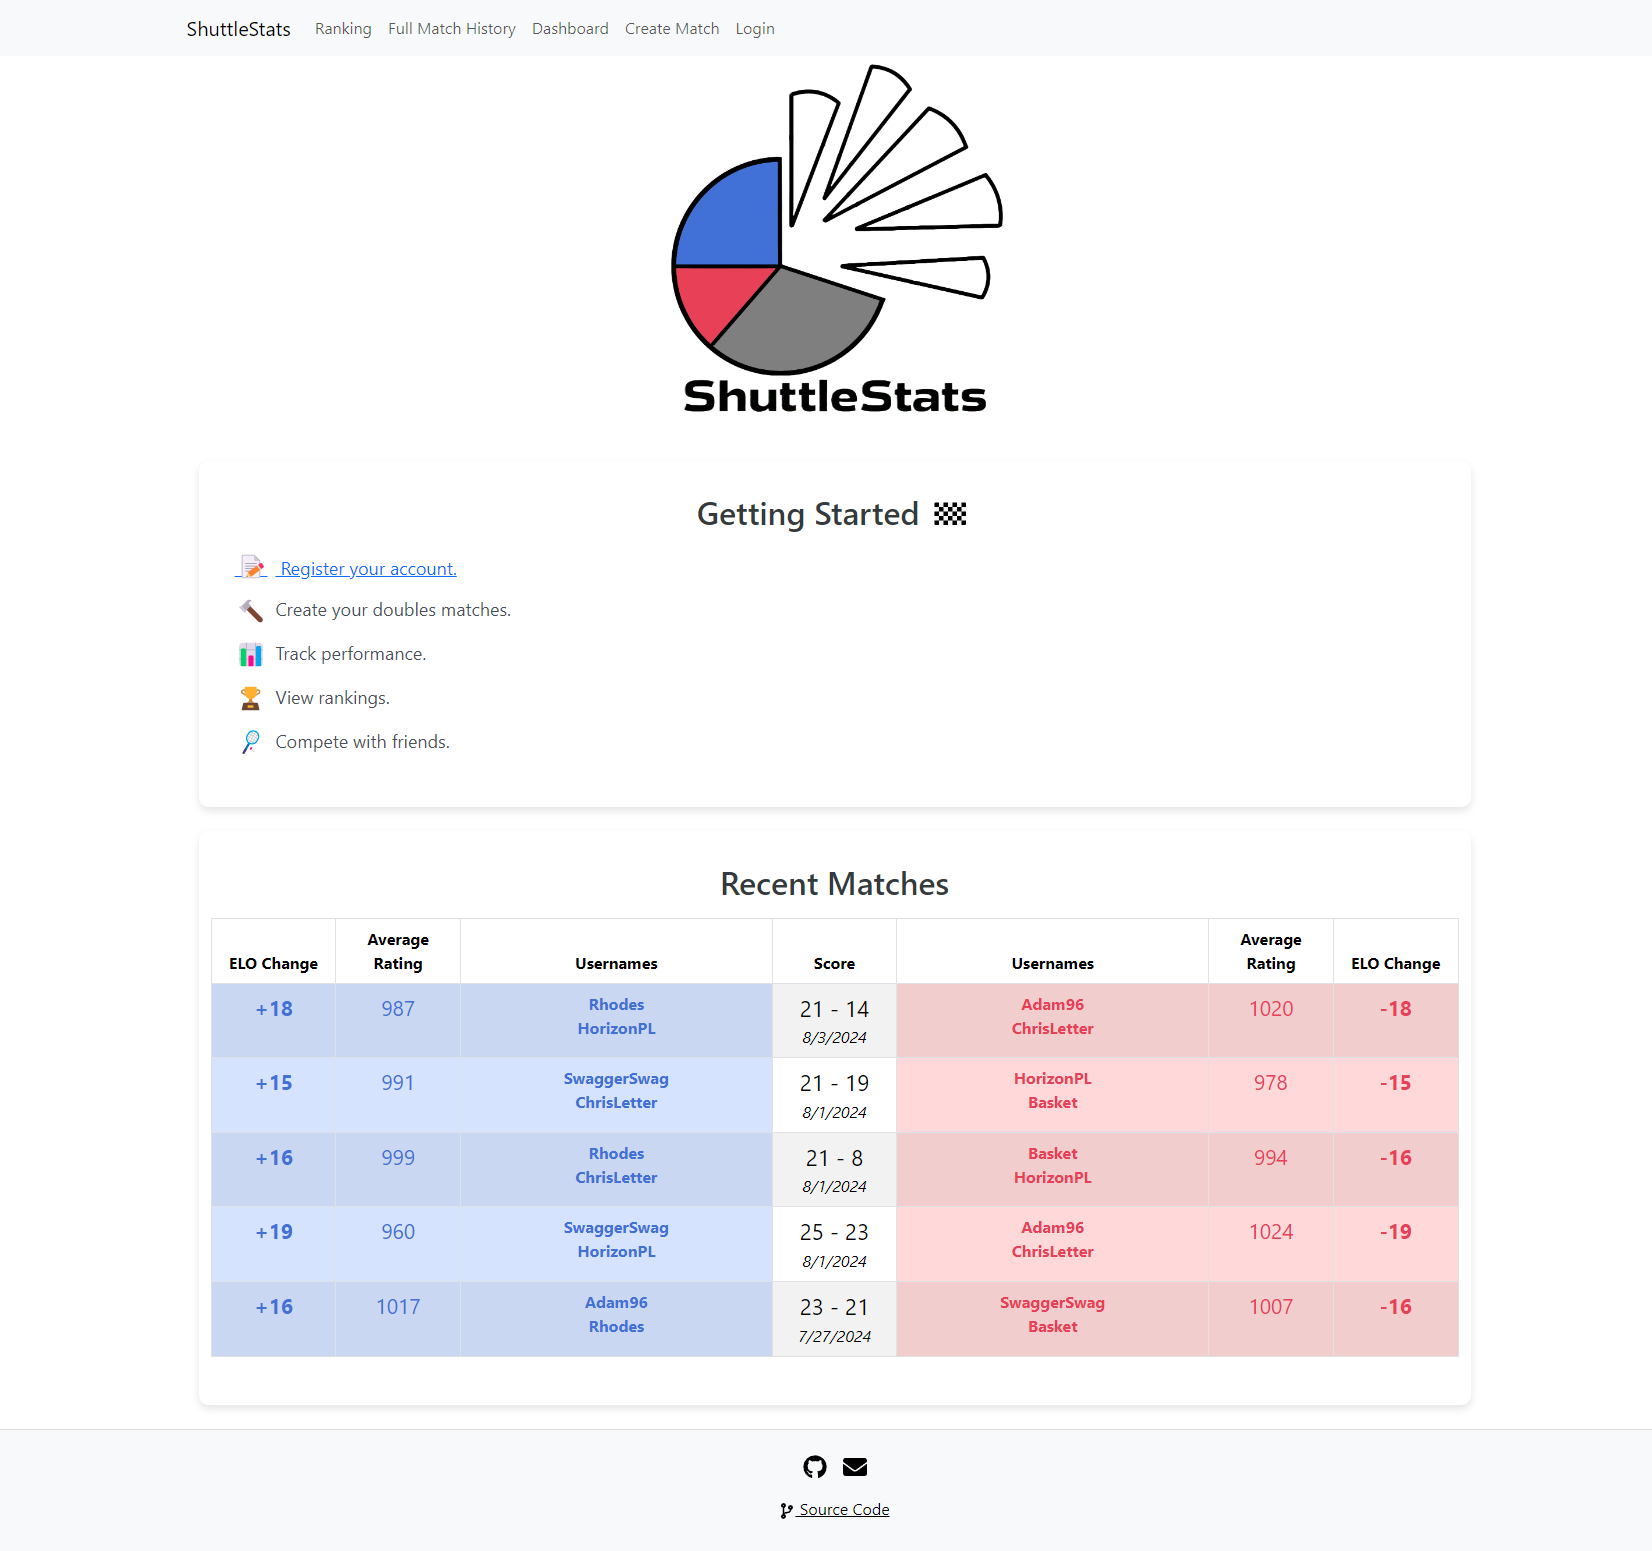 ShuttleStats Ranking Full Match History Dashboard Create Match Login
ShuttleStats
Getting Started
Register your account.
Create your doubles matches.
Track performance.
View rankings.
Compete with friends.
Recent Matches
ELO Change Average Rating Usernames Score Usernames Average Rating ELO Change
+18 987 Rhodes 21 - 14 Adam96 1020 -18
HorizonPL 8/3/2024 ChrisLetter
+15 991 SwaggerSwag 21 - 19 HorizonPL 978 -15
ChrisLetter 8/1/2024 Basket
+16 999 Rhodes 21 - 8 Basket 994 -16
ChrisLetter 8/1/2024 HorizonPL
+19 960 SwaggerSwag 25 - 23 Adam96 1024 -19
HorizonPL 8/1/2024 ChrisLetter
+16 1017 Adam96 23 - 21 SwaggerSwag 1007 -16
Rhodes 7/27/2024 Basket
Source Code